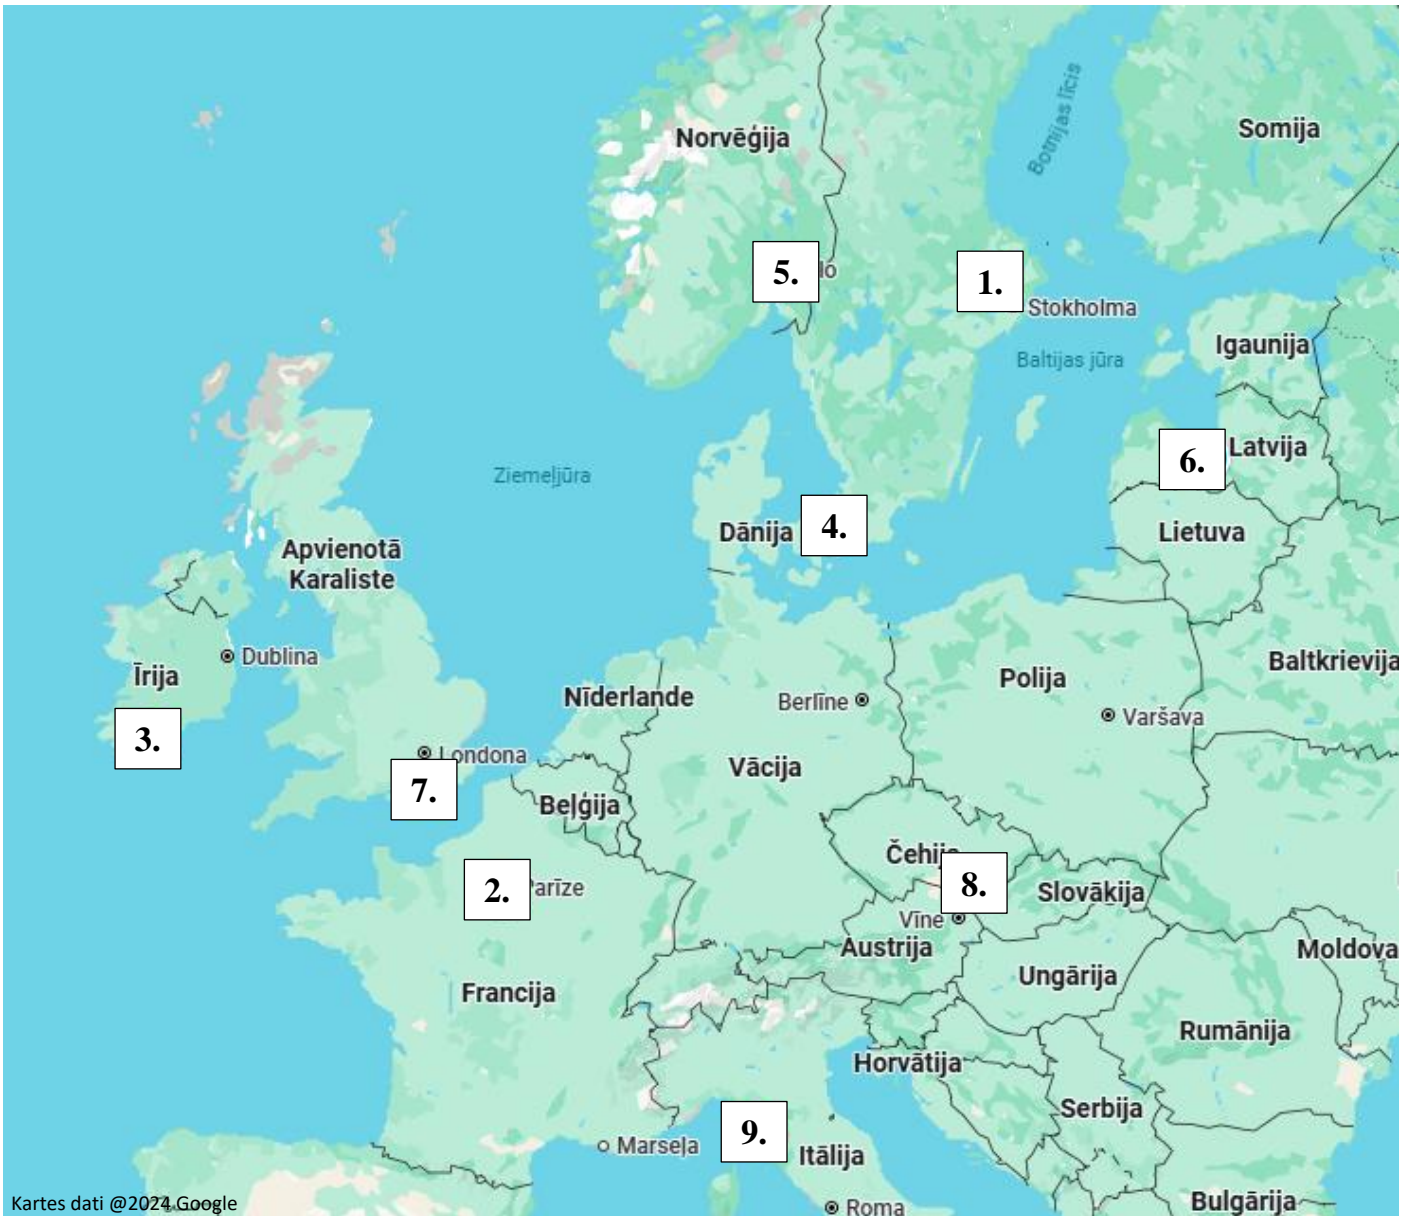 Botnijas līcis
Somija
Norvēģija
5.
lo
1.
Stokholma
Igaunija
Baltijas jūra
6.
Latvija
Ziemeļjūra
4.
Dānija
Lietuva
Apvienotā
Karaliste
Dublina
Īrija
Baltkrievija
Polija
Nīderlande
Berlīne
Varšava
3.
Londona
Vācija
7.
Beļģija
Čehija
8.
2.
arīze
Slovākija
Vīne
Austrija
Moldova
Ungārija
Francija
Rumānija
Horvātija
Serbija
9.
Marseļa
Itālija
Bulgārija
Kartes dati @2024 Google
Roma